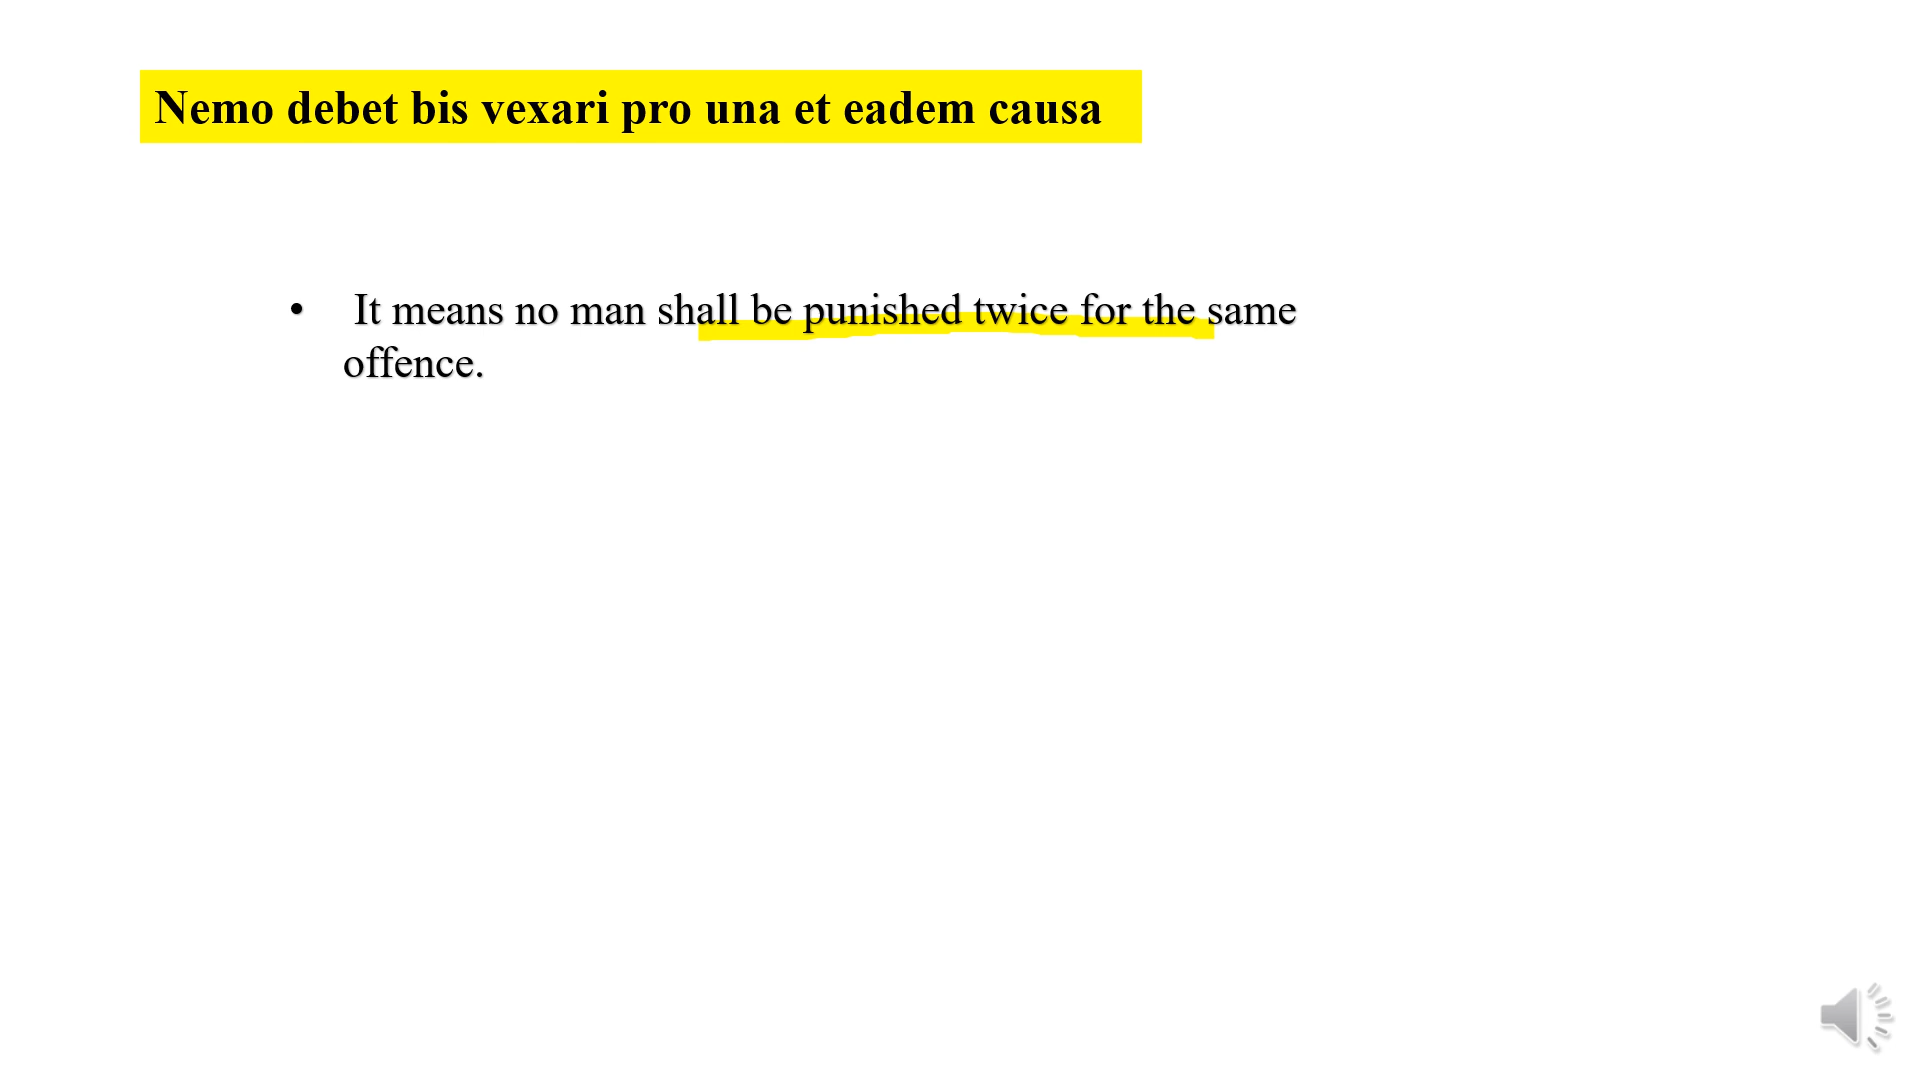 Nemo debet bis vexari pro una et eadem causa
• It means no man shall be punished twice for the same
offence.